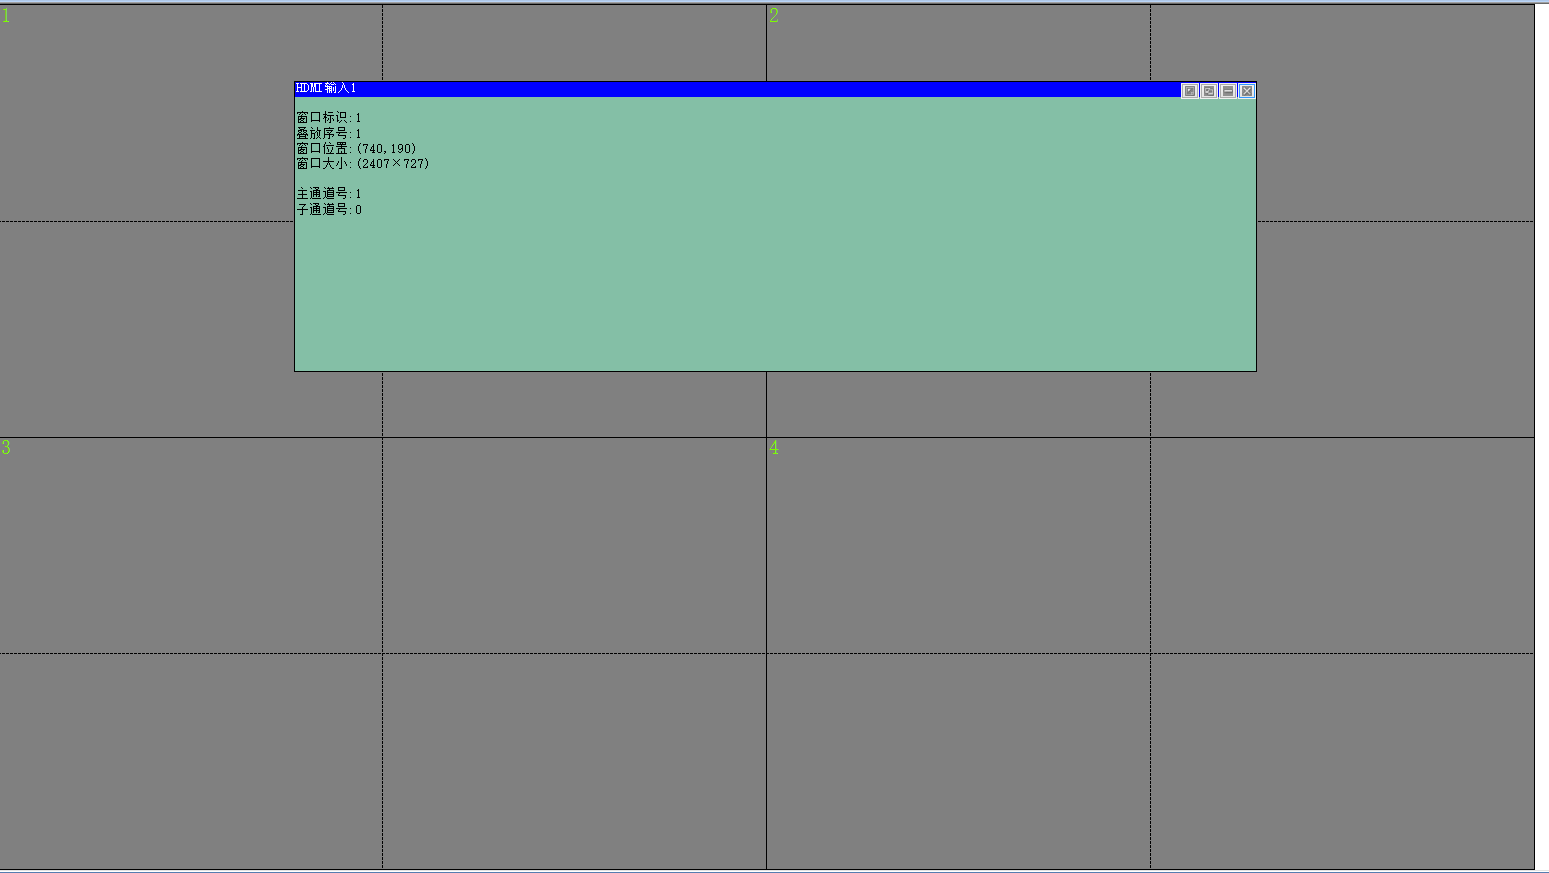 1
2
HDMI输入1
窗口标识:1
叠放序号:1
窗口位置:(740,190)
窗口大小:(2407×727)
主通道号:1
子通道号:0
3
4